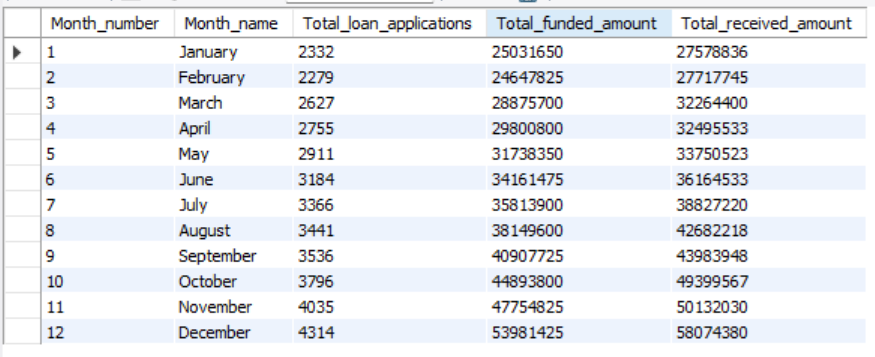 Month_number Month_name Total_loan_applications Total_funded_amount Total_received_amount
1 January 2332 25031650 27578836
2 February 2279 24647825 27717745
3 March 2627 28875700 32264400
4 April 2755 29800800 32495533
5 May 2911 31738350 33750523
6 June 3184 34161475 36164533
7 July 3366 35813900 38827220
8 August 3441 38149600 42682218
9 September 3536 40907725 43983948
10 October 3796 44893800 49399567
11 November 4035 47754825 50132030
12 December 4314 53981425 58074380